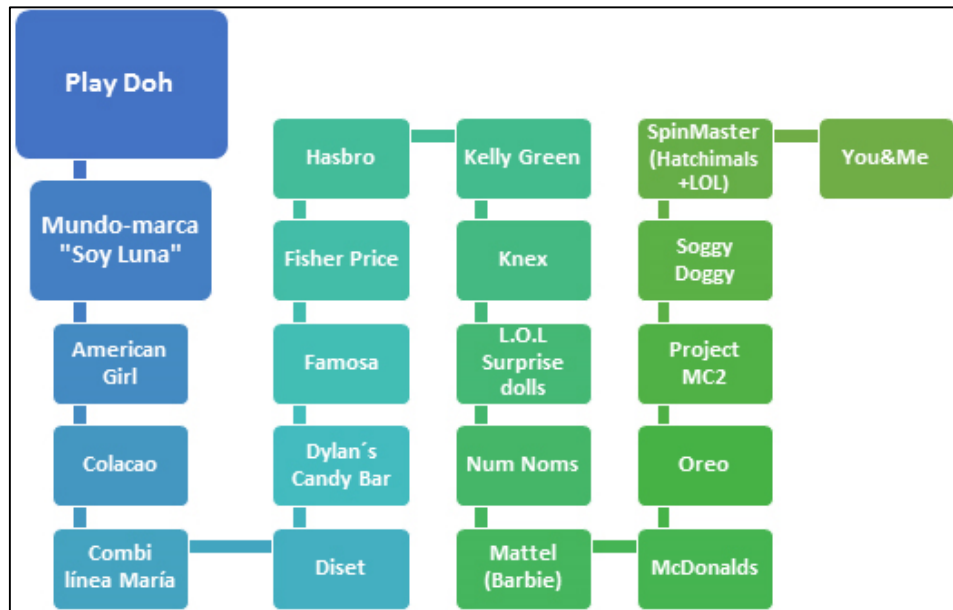 Play Doh
Mundo-marca
"Soy Luna"
American
Girl
Colacao
Combi
línea María
Diset
Dylan´s
Candy Bar
Famosa
Fisher Price
Hasbro
Kelly Green
Knex
L.O.L
Surprise
dolls
Num Noms
Mattel
(Barbie)
McDonalds
Oreo
Project
MC2
Soggy
Doggy
SpinMaster
(Hatchimals
+LOL)
You&Me